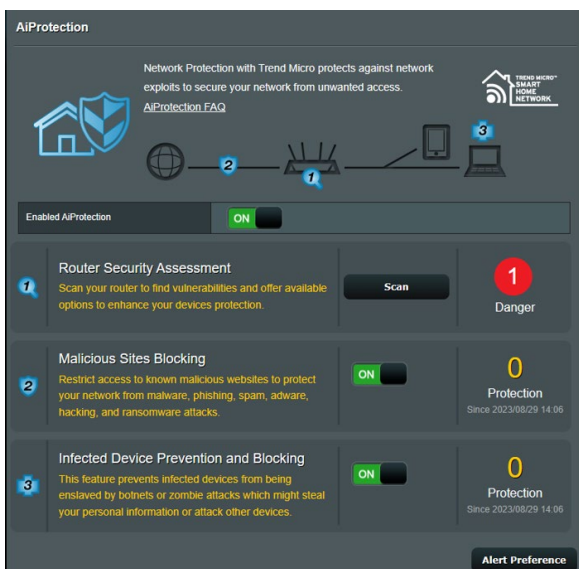 AiProtection
Network Protection with Trend Micro protects against network
exploits to secure your network from unwanted access.
AiProtection FAQ
TREND MICRO™
SMART
HOME
NETWORK
3
2
1
Enabled AiProtection
ON
1
Router Security Assessment
Scan your router to find vulnerabilities and offer available
options to enhance your devices protection.
Scan
1
Danger
2
Malicious Sites Blocking
Restrict access to known malicious websites to protect
your network from malware, phishing, spam, adware,
hacking, and ransomware attacks.
ON
0
Protection
Since 2023/08/29 14:06
3
Infected Device Prevention and Blocking
This feature prevents infected devices from being
enslaved by botnets or zombie attacks which might steal
your personal information or attack other devices.
ON
0
Protection
Since 2023/08/29 14:06
Alert Preference